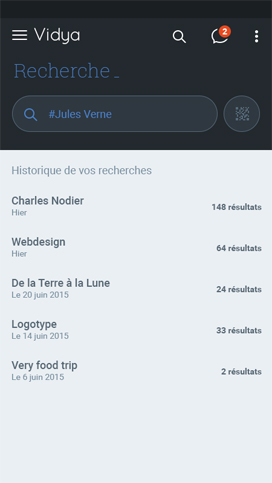 Vidya
2
Recherche_
#Jules Verne
Historique de vos recherches
Charles Nodier
148 résultats
Hier
Webdesign
64 résultats
Hier
De la Terre à la Lune
24 résultats
Le 20 juin 2015
Logotype
33 résultats
Le 14 juin 2015
Very food trip
2 résultats
Le 6 juin 2015